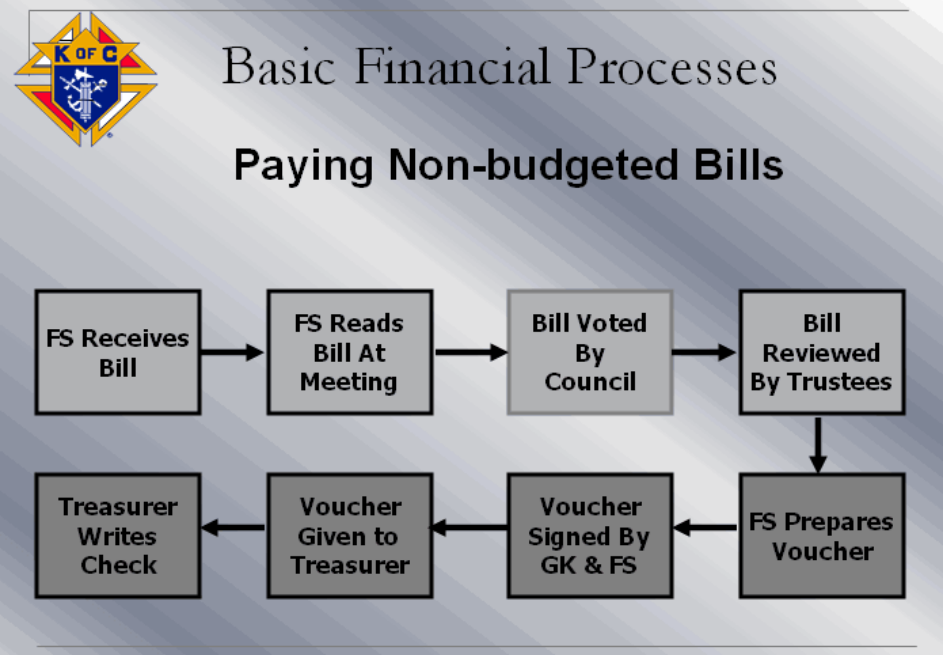 K OF C
Basic Financial Processes
Paying Non-budgeted Bills
FS Receives
Bill
FS Reads
Bill At
Meeting
Bill Voted
By
Council
Bill
Reviewed
By Trustees
FS Prepares
Voucher
Voucher
Signed By
GK & FS
Voucher
Given to
Treasurer
Treasurer
Writes
Check